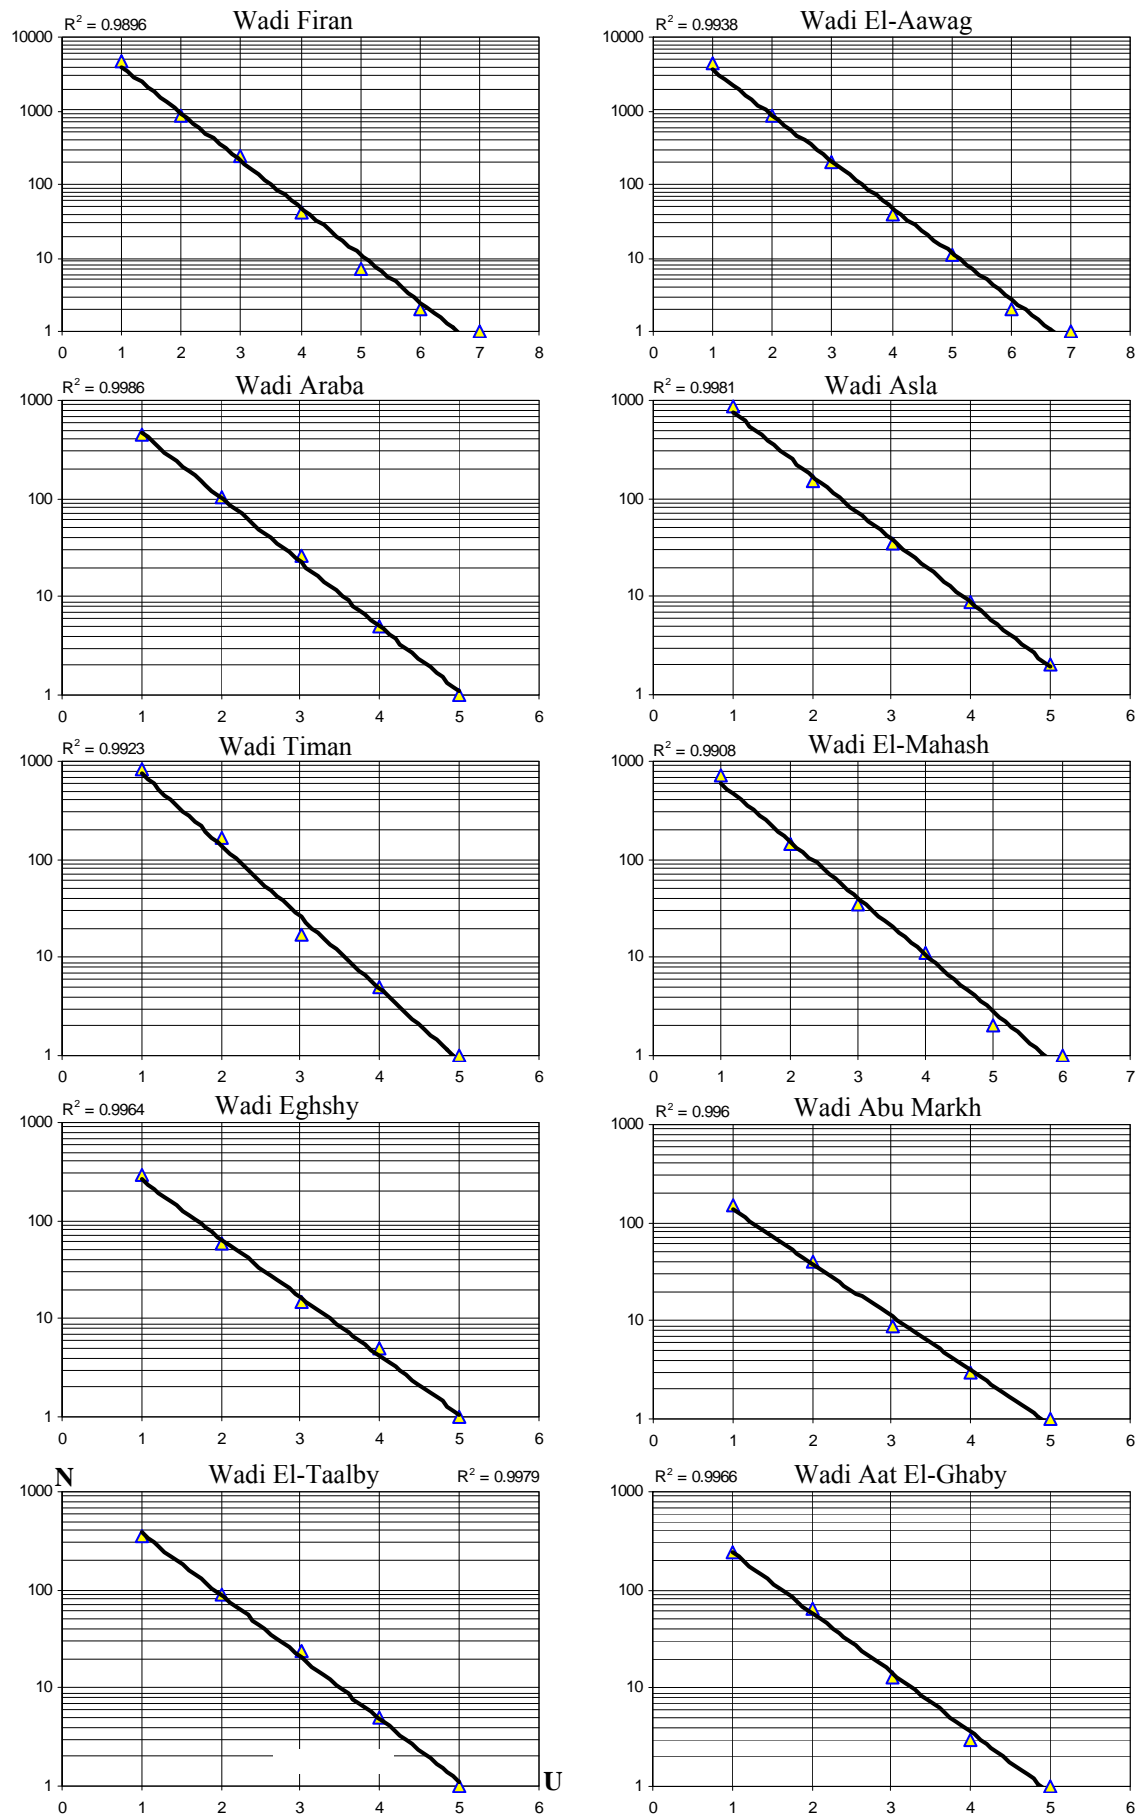 R² = 0.9896 Wadi Firan
10000
1000
100
10
1
0 1 2 3 4 5 6 7 8
R² = 0.9938 Wadi El-Aawag
10000
1000
100
10
1
0 1 2 3 4 5 6 7 8
R² = 0.9986 Wadi Araba
1000
100
10
1
0 1 2 3 4 5 6
R² = 0.9981 Wadi Asla
1000
100
10
1
0 1 2 3 4 5 6
R² = 0.9923 Wadi Timan
1000
100
10
1
0 1 2 3 4 5 6
R² = 0.9908 Wadi El-Mahash
1000
100
10
1
0 1 2 3 4 5 6 7
R² = 0.9964 Wadi Eghshy
1000
100
10
1
0 1 2 3 4 5 6
R² = 0.996 Wadi Abu Markh
1000
100
10
1
0 1 2 3 4 5 6
N Wadi El-Taalby R² = 0.9979
1000
100
10
1
U
0 1 2 3 4 5 6
R² = 0.9966 Wadi Aat El-Ghaby
1000
100
10
1
0 1 2 3 4 5 6